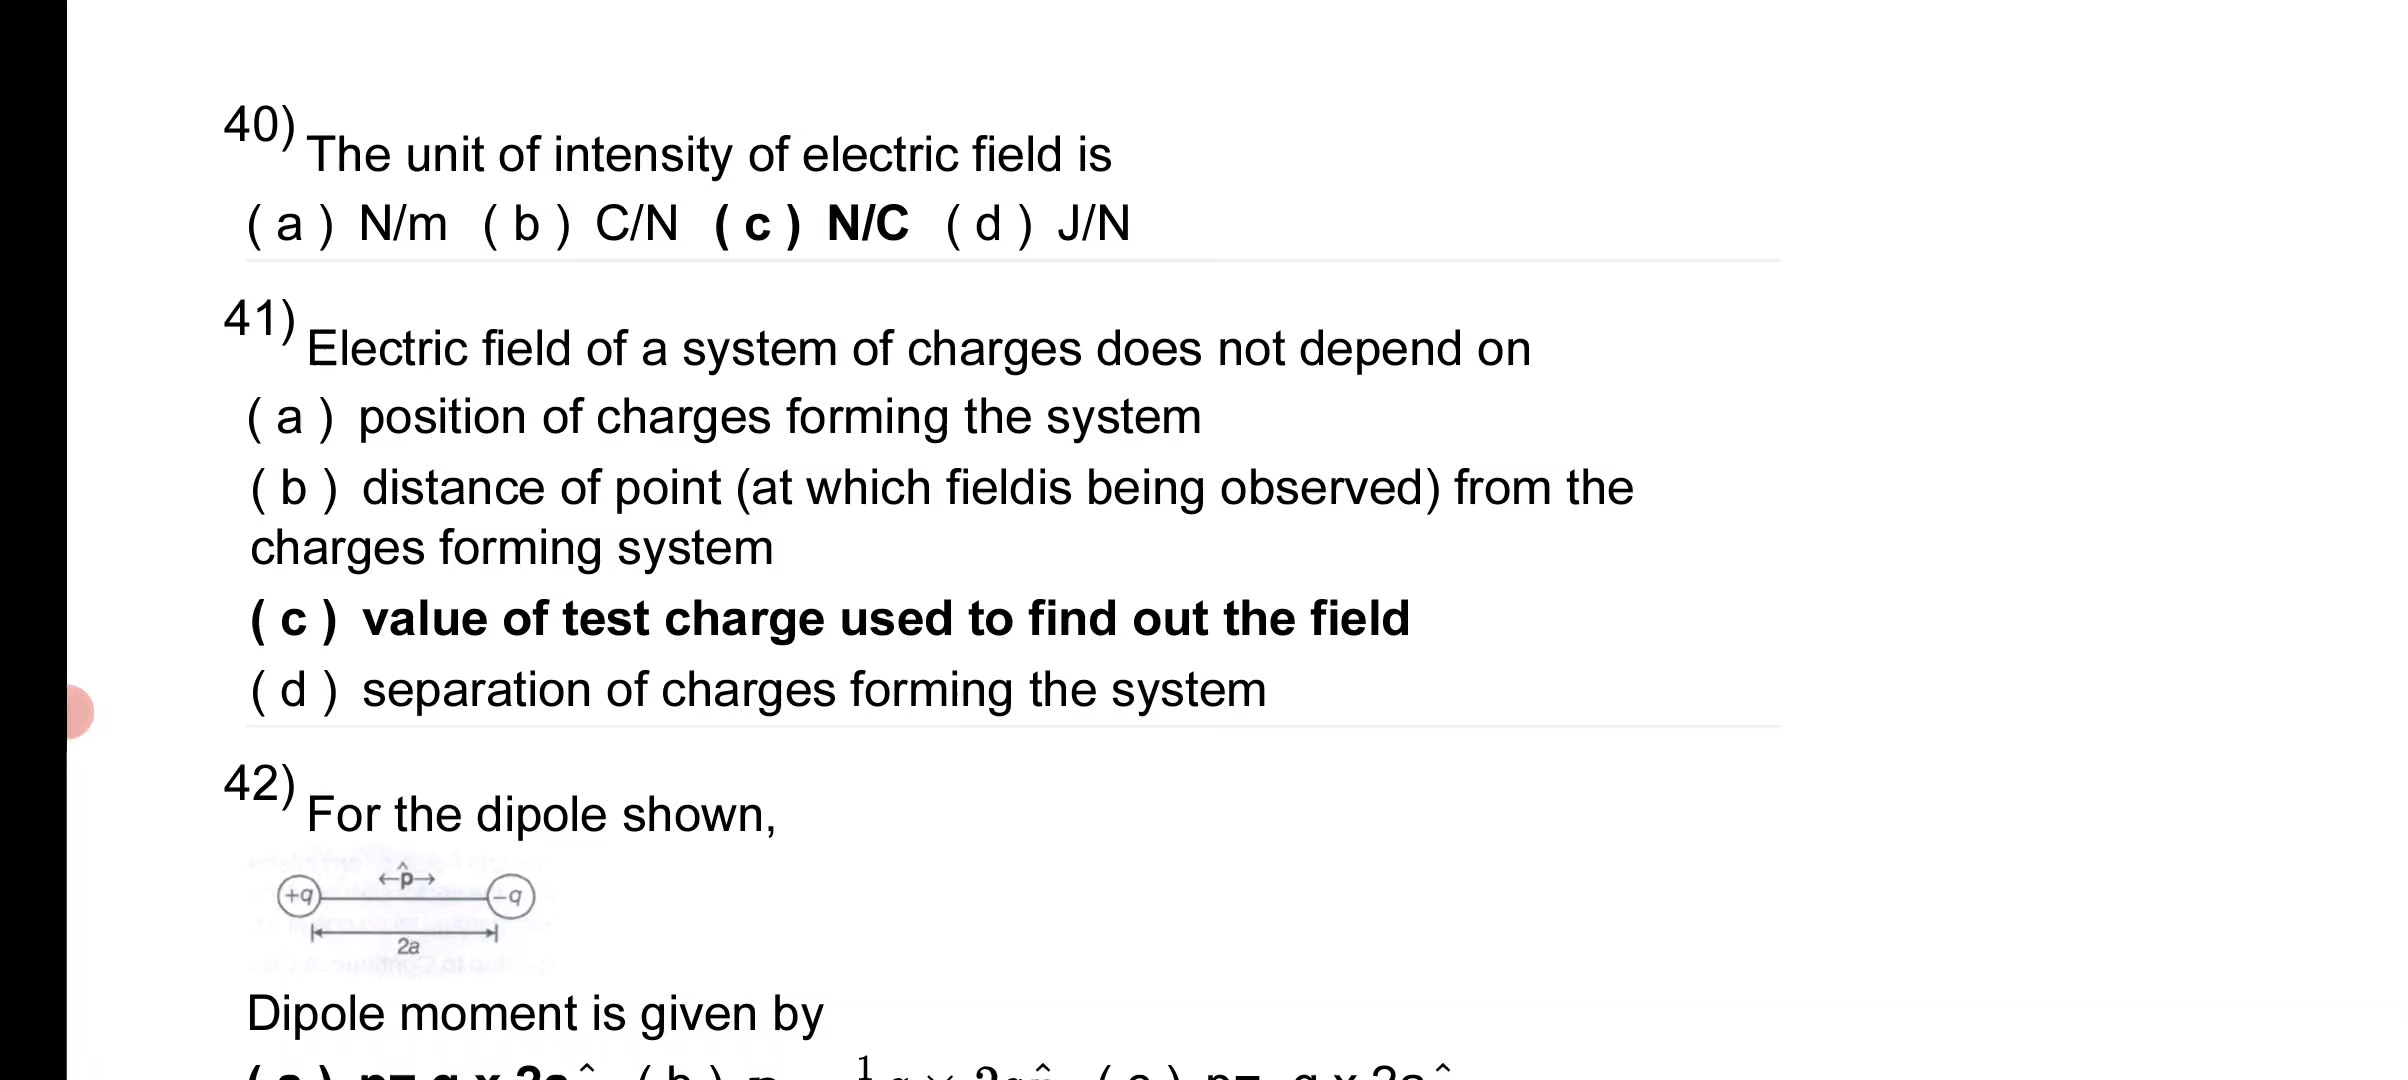 40) The unit of intensity of electric field is
( a ) N/m ( b ) C/N ( c ) N/C ( d ) J/N
41) Electric field of a system of charges does not depend on
( a ) position of charges forming the system
( b ) distance of point (at which fieldis being observed) from the
charges forming system
( c ) value of test charge used to find out the field
( d ) separation of charges forming the system
42) For the dipole shown,
←p̂→
+q −q
2a
Dipole moment is given by